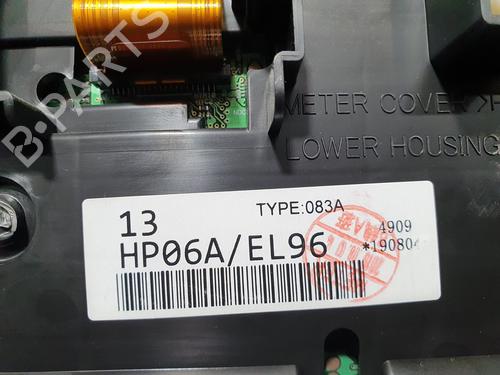 B-PARTS
METER COVER >P
LOWER HOUSING
TYPE:083A
13
4909
HP06A/EL96
*190804